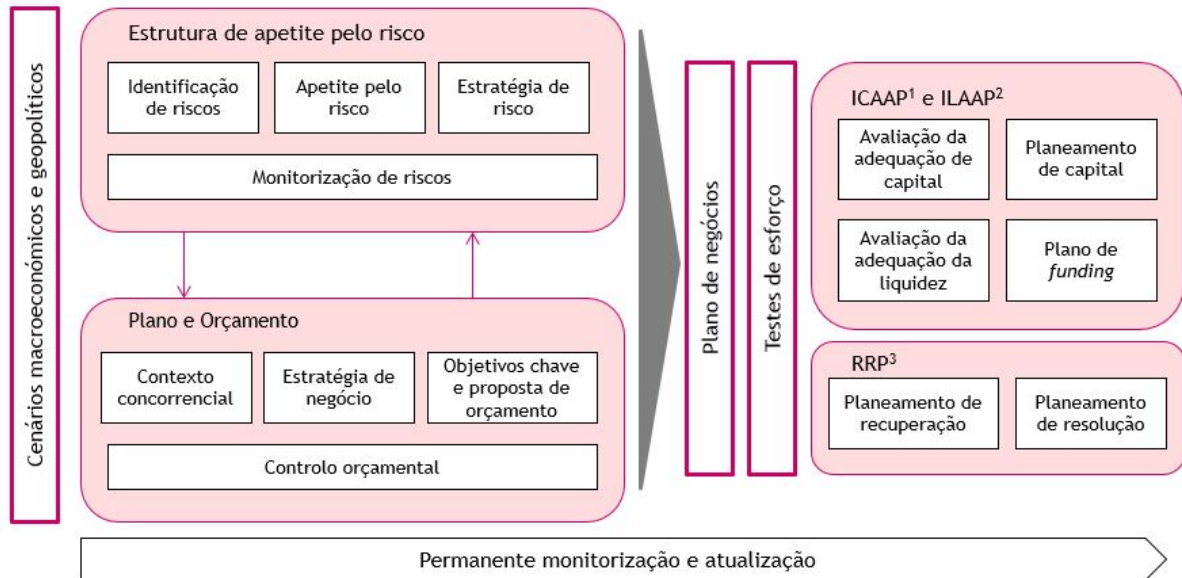 Cenários macroeconómicos e geopolíticos
Estrutura de apetite pelo risco
Identificação
de riscos
Apetite pelo
risco
Estratégia de
risco
Monitorização de riscos
Plano e Orçamento
Contexto
concorrencial
Estratégia de
negócio
Objetivos chave
e proposta de
orçamento
Controlo orçamental
Plano de negócios
Testes de esforço
ICAAP¹ e ILAAP²
Avaliação da
adequação de
capital
Planeamento
de capital
Avaliação da
adequação da
liquidez
Plano de
funding
RRP³
Planeamento de
recuperação
Planeamento
de resolução
Permanente monitorização e atualização